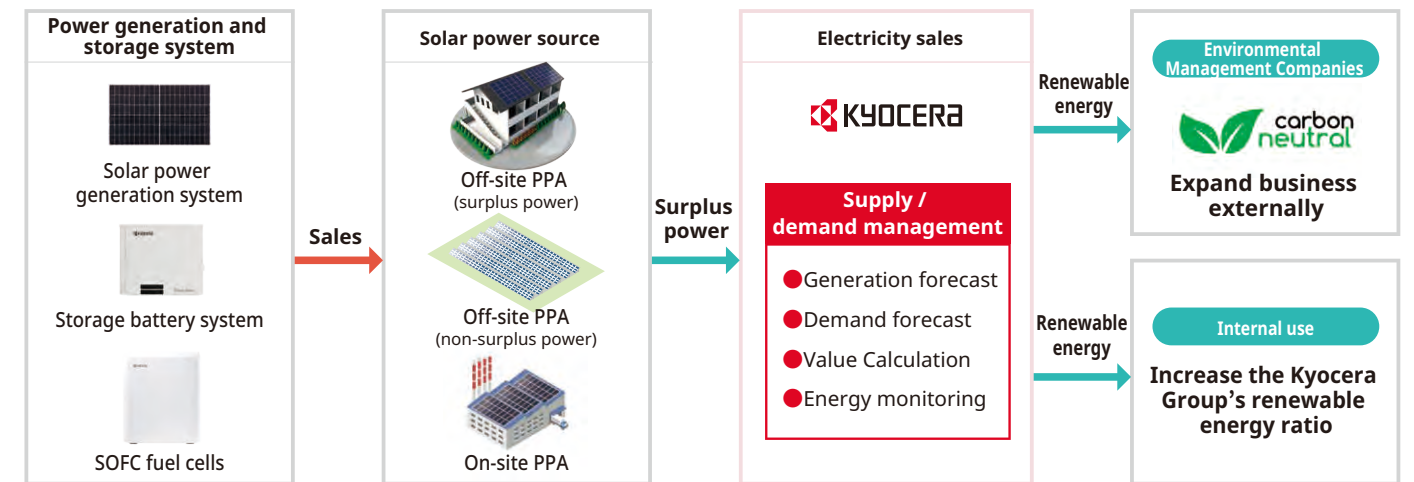 Power generation and
storage system
Solar power
generation system
Storage battery system
SOFC fuel cells
Sales
Solar power source
Off-site PPA
(surplus power)
Off-site PPA
(non-surplus power)
On-site PPA
Surplus
power
Electricity sales
KYOCERA
Supply /
demand management
●Generation forecast
●Demand forecast
●Value Calculation
●Energy monitoring
Renewable
energy
Environmental
Management Companies
carbon
neutral
Expand business
externally
Renewable
energy
Internal use
Increase the Kyocera
Group’s renewable
energy ratio